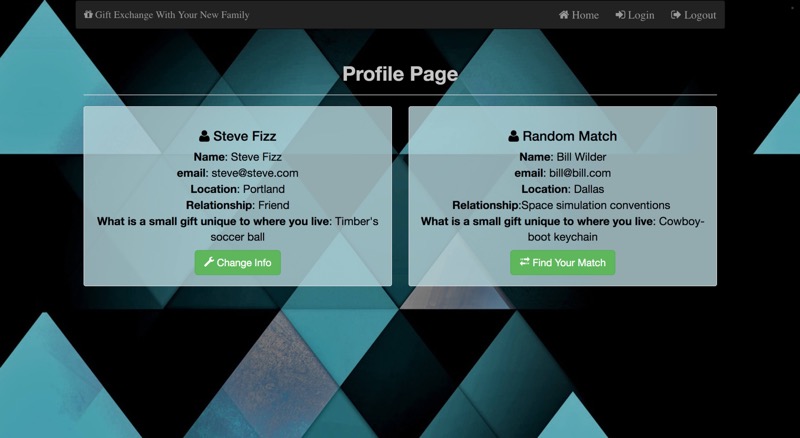 Gift Exchange With Your New Family
Home Login Logout
Profile Page
Steve Fizz
Name: Steve Fizz
email: steve@steve.com
Location: Portland
Relationship: Friend
What is a small gift unique to where you live: Timber's
soccer ball
Change Info
Random Match
Name: Bill Wilder
email: bill@bill.com
Location: Dallas
Relationship:Space simulation conventions
What is a small gift unique to where you live: Cowboy-
boot keychain
Find Your Match